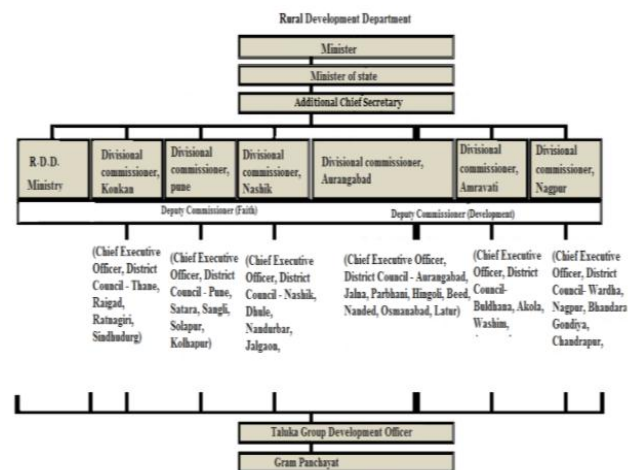 Rural Development Department
Minister
Minister of state
Additional Chief Secretary
R-D.D.
Ministry
Divisional
commissioner,
Konkan
Divisional
commissioner,
pune
Divisional
commissioner,
Nashik
Divisional commissioner,
Aurangabad
Divisional
commissioner,
Amravati
Divisional
commissioner,
Nagpur
Deputy Commissioner (Faith)
Deputy Commissioner (Development)
(Chief Executive
Officer, District
Council - Thane,
Raigad,
Ratnagiri,
Sindhudurg)
(Chief Executive
Officer, District
Council - Pune,
Satara, Sangli,
Solapur,
Kolhapur)
(Chief Executive
Officer, District
Council - Nashik,
Dhule,
Nandurbar,
Jalgaon,
(Chief Executive Officer,
District Council - Aurangabad,
Jalna, Parbhani, Hingoli, Beed,
Nanded, Osmanabad, Latur)
(Chief Executive
Officer, District
Council-
Buldhana, Akola,
Washim,
(Chief Executive
Officer, District
Council- Wardha,
Nagpur, Bhandara
Gondiya,
Chandrapur,
Taluka Group Development Officer
Gram Panchayat